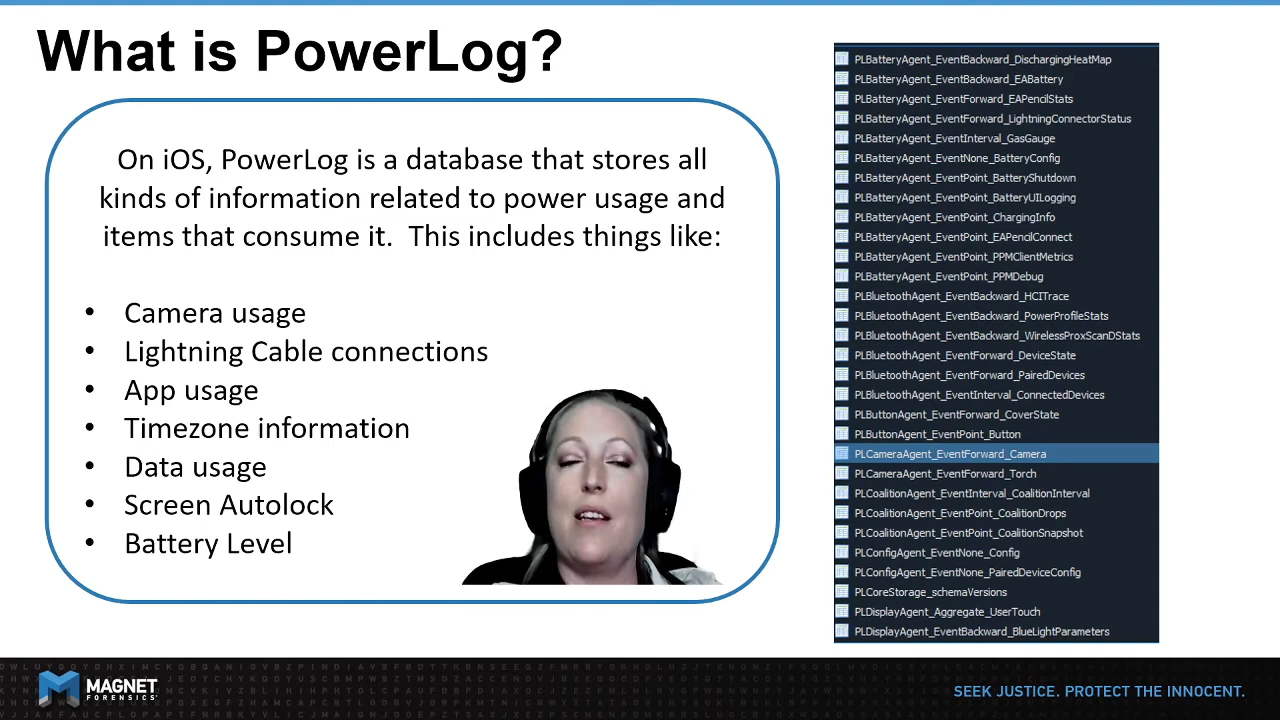 What is PowerLog?
On iOS, PowerLog is a database that stores all
kinds of information related to power usage and
items that consume it.  This includes things like:
• Camera usage
• Lightning Cable connections
• App usage
• Timezone information
• Data usage
• Screen Autolock
• Battery Level
PLBatteryAgent_EventBackward_DischargingHeatMap
PLBatteryAgent_EventBackward_EABattery
PLBatteryAgent_EventForward_EAPencilStats
PLBatteryAgent_EventForward_LightningConnectorStatus
PLBatteryAgent_EventInterval_GasGauge
PLBatteryAgent_EventNone_BatteryConfig
PLBatteryAgent_EventPoint_BatteryShutdown
PLBatteryAgent_EventPoint_BatteryUILogging
PLBatteryAgent_EventPoint_ChargingInfo
PLBatteryAgent_EventPoint_EAPencilConnect
PLBatteryAgent_EventPoint_PPMClientMetrics
PLBatteryAgent_EventPoint_PPMDebug
PLBluetoothAgent_EventBackward_HCITrace
PLBluetoothAgent_EventBackward_PowerProfileStats
PLBluetoothAgent_EventBackward_WirelessProxScanDStats
PLBluetoothAgent_EventForward_DeviceState
PLBluetoothAgent_EventForward_PairedDevices
PLBluetoothAgent_EventInterval_ConnectedDevices
PLButtonAgent_EventForward_CoverState
PLButtonAgent_EventPoint_Button
PLCameraAgent_EventForward_Camera
PLCameraAgent_EventForward_Torch
PLCoalitionAgent_EventInterval_CoalitionInterval
PLCoalitionAgent_EventPoint_CoalitionDrops
PLCoalitionAgent_EventPoint_CoalitionSnapshot
PLConfigAgent_EventNone_Config
PLConfigAgent_EventNone_PairedDeviceConfig
PLCoreStorage_schemaVersions
PLDisplayAgent_Aggregate_UserTouch
PLDisplayAgent_EventBackward_BlueLightParameters
MAGNET
FORENSICS
SEEK JUSTICE. PROTECT THE INNOCENT.